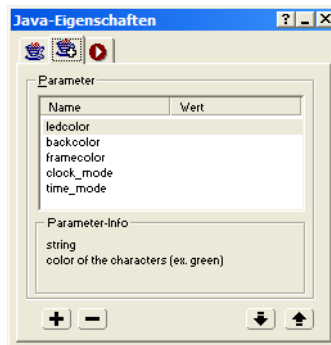 Java-Eigenschaften
Parameter
Name Wert
ledcolor
backcolor
framecolor
clock_mode
time_mode
Parameter-Info
string
color of the characters (ex. green)